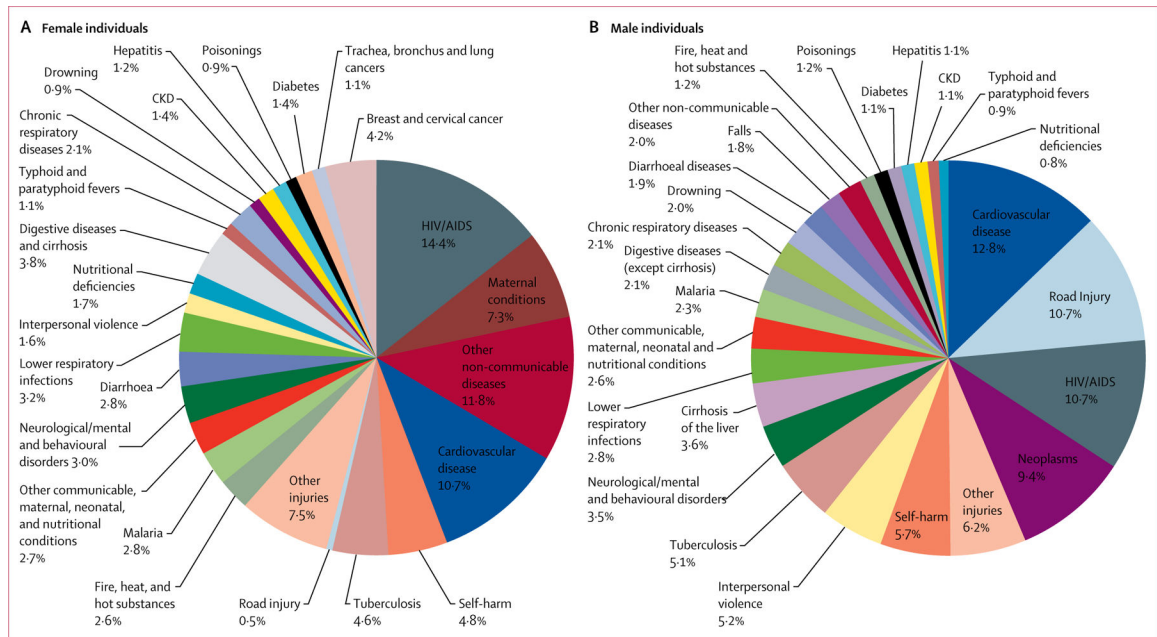 A Female individuals
Hepatitis
1·2%
Poisonings
0·9%
Trachea, bronchus and lung
cancers
1·1%
Drowning
0·9%
CKD
1·4%
Diabetes
1·4%
Breast and cervical cancer
4·2%
Chronic
respiratory
diseases 2·1%
Typhoid and
paratyphoid fevers
1·1%
Digestive diseases
and cirrhosis
3·8%
Nutritional
deficiencies
1·7%
Interpersonal violence
1·6%
Lower respiratory
infections
3·2%
Diarrhoea
2·8%
Neurological/mental
and behavioural
disorders 3·0%
Other communicable,
maternal, neonatal,
and nutritional
conditions
2·7%
Malaria
2·8%
Fire, heat, and
hot substances
2·6%
Road injury
0·5%
Tuberculosis
4·6%
Self-harm
4·8%
HIV/AIDS
14·4%
Maternal
conditions
7·3%
Other
non-communicable
diseases
11·8%
Cardiovascular
disease
10·7%
Other
injuries
7·5%
B Male individuals
Fire, heat and
hot substances
1·2%
Poisonings
1·2%
Hepatitis 1·1%
Diabetes
1·1%
CKD
1·1%
Typhoid and
paratyphoid fevers
0·9%
Nutritional
deficiencies
0·8%
Other non-communicable
diseases
2·0%
Falls
1·8%
Diarrhoeal diseases
1·9%
Drowning
2·0%
Chronic respiratory diseases
2·1%
Digestive diseases
(except cirrhosis)
2·1%
Malaria
2·3%
Other communicable,
maternal, neonatal and
nutritional conditions
2·6%
Lower
respiratory
infections
2·8%
Cirrhosis
of the liver
3·6%
Neurological/mental
and behavioural disorders
3·5%
Tuberculosis
5·1%
Interpersonal
violence
5·2%
Cardiovascular
disease
12·8%
Road Injury
10·7%
HIV/AIDS
10·7%
Neoplasms
9·4%
Other
injuries
6·2%
Self-harm
5·7%